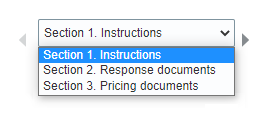 Section 1. Instructions
Section 1. Instructions
Section 2. Response documents
Section 3. Pricing documents